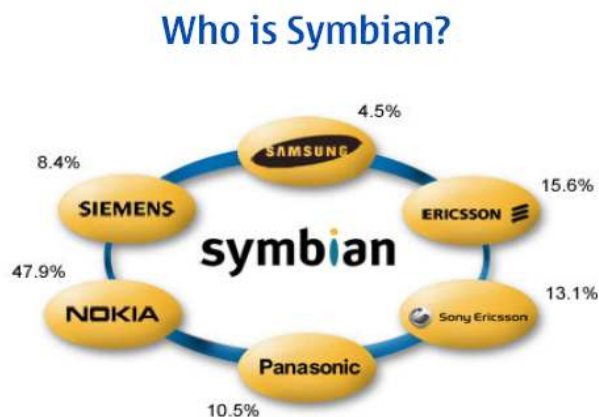 Who is Symbian?
4.5%
SAMSUNG
8.4%
15.6%
SIEMENS
ERICSSON
symbian
47.9%
13.1%
NOKIA
Sony Ericsson
Panasonic
10.5%